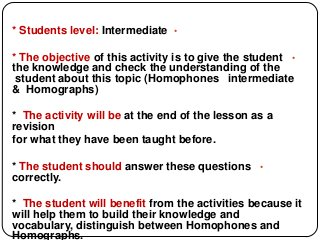 * Students level: Intermediate •
* The objective of this activity is to give the student •
the knowledge and check the understanding of the
student about this topic (Homophones intermediate
& Homographs)
* The activity will be at the end of the lesson as a
revision
for what they have been taught before.
* The student should answer these questions •
correctly.
* The student will benefit from the activities because it
will help them to build their knowledge and
vocabulary, distinguish between Homophones and
Homographs.